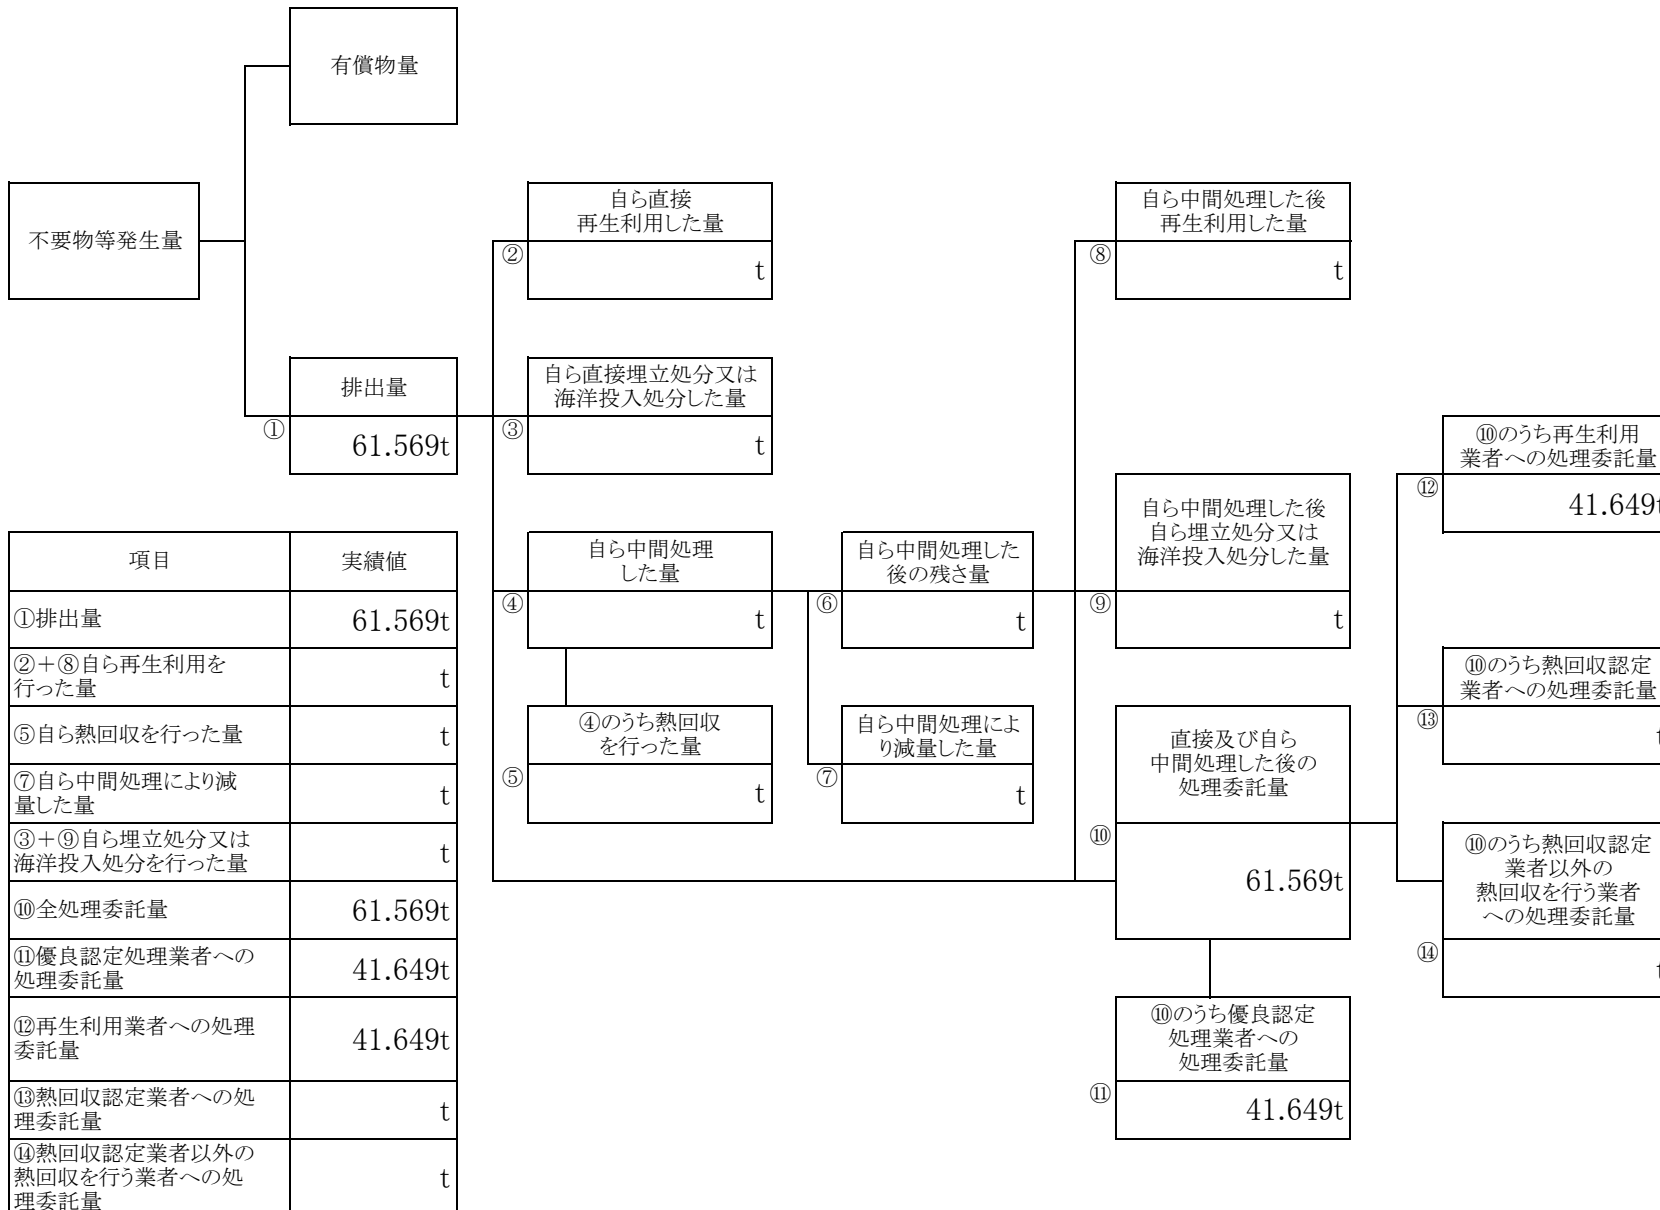 有償物量
不要物等発生量
排出量
①
61.569t
自ら直接
再生利用した量
②
t
自ら直接埋立処分又は
海洋投入処分した量
③
t
自ら中間処理
した量
④
t
④のうち熱回収
を行った量
⑤
t
自ら中間処理した
後の残さ量
⑥
t
自ら中間処理によ
り減量した量
⑦
t
自ら中間処理した後
再生利用した量
⑧
t
自ら中間処理した後
自ら埋立処分又は
海洋投入処分した量
⑨
t
直接及び自ら
中間処理した後の
処理委託量
⑩
61.569t
⑩のうち優良認定
処理業者への
処理委託量
⑪
41.649t
⑩のうち再生利用
業者への処理委託量
⑫
41.649t
⑩のうち熱回収認定
業者への処理委託量
⑬
t
⑩のうち熱回収認定
業者以外の
熱回収を行う業者
への処理委託量
⑭
t
項目 実績値
①排出量 61.569t
②+⑧自ら再生利用を
行った量 t
⑤自ら熱回収を行った量 t
⑦自ら中間処理により減
量した量 t
③+⑨自ら埋立処分又は
海洋投入処分を行った量 t
⑩全処理委託量 61.569t
⑪優良認定処理業者への
処理委託量 41.649t
⑫再生利用業者への処理
委託量 41.649t
⑬熱回収認定業者への処
理委託量 t
⑭熱回収認定業者以外の
熱回収を行う業者への処
理委託量 t